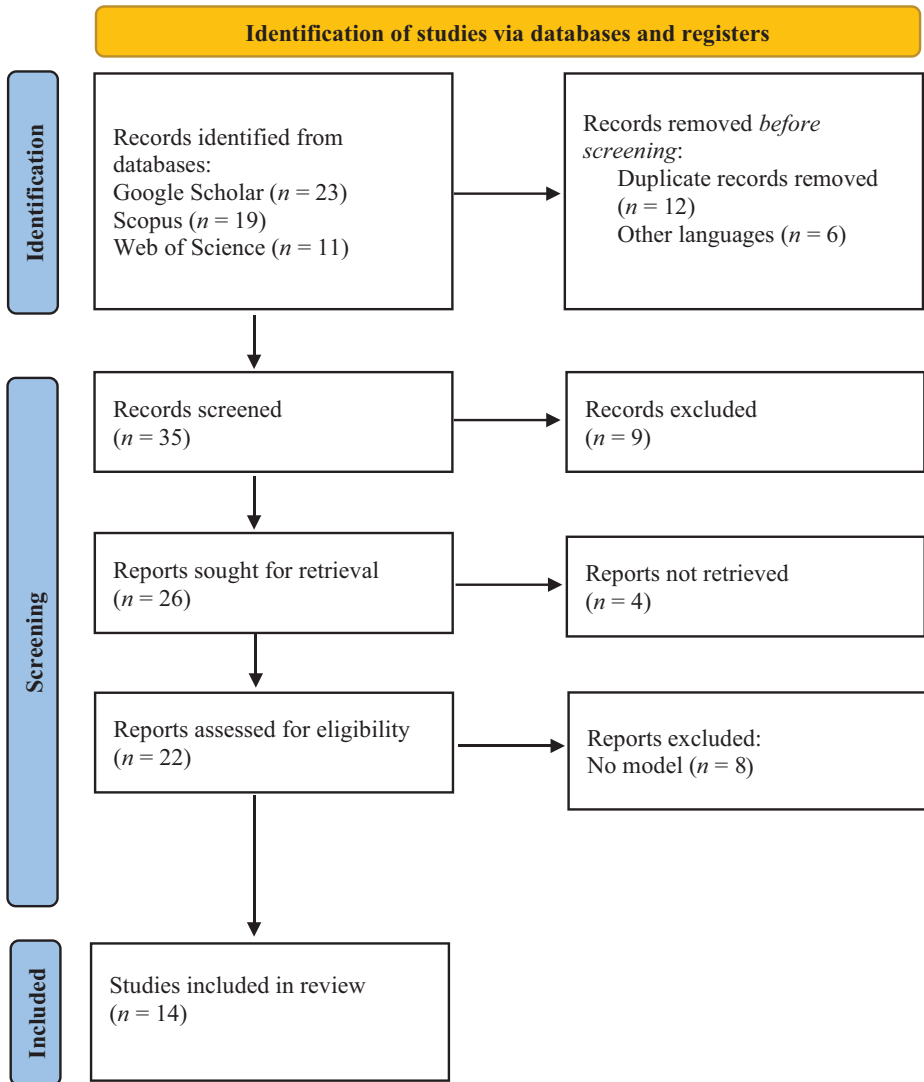 Identification of studies via databases and registers
Identification
Records identified from
databases:
Google Scholar (n = 23)
Scopus (n = 19)
Web of Science (n = 11)
Records removed before
screening:
Duplicate records removed
(n = 12)
Other languages (n = 6)
Screening
Records screened
(n = 35)
Records excluded
(n = 9)
Reports sought for retrieval
(n = 26)
Reports not retrieved
(n = 4)
Reports assessed for eligibility
(n = 22)
Reports excluded:
No model (n = 8)
Included
Studies included in review
(n = 14)